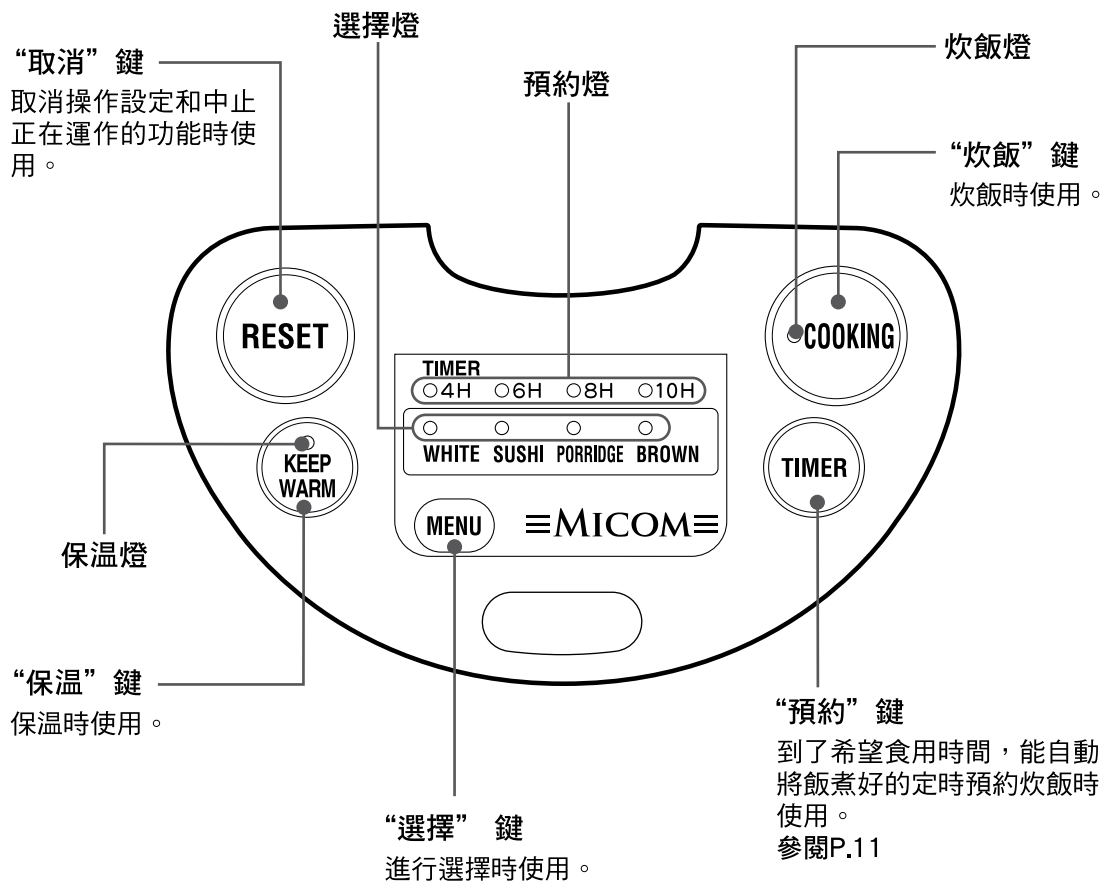 選擇燈
“取消” 鍵
取消操作設定和中止
正在運作的功能時使
用。
預約燈
炊飯燈
“炊飯” 鍵
炊飯時使用。
RESET
COOKING
TIMER
4H 6H 8H 10H
WHITE SUSHI PORRIDGE BROWN
KEEP
WARM
TIMER
MENU
≡MICOM≡
保温燈
“保温” 鍵
保温時使用。
“選擇” 鍵
進行選擇時使用。
“預約” 鍵
到了希望食用時間，能自動
將飯煮好的定時預約炊飯時
使用。
參閱P.11